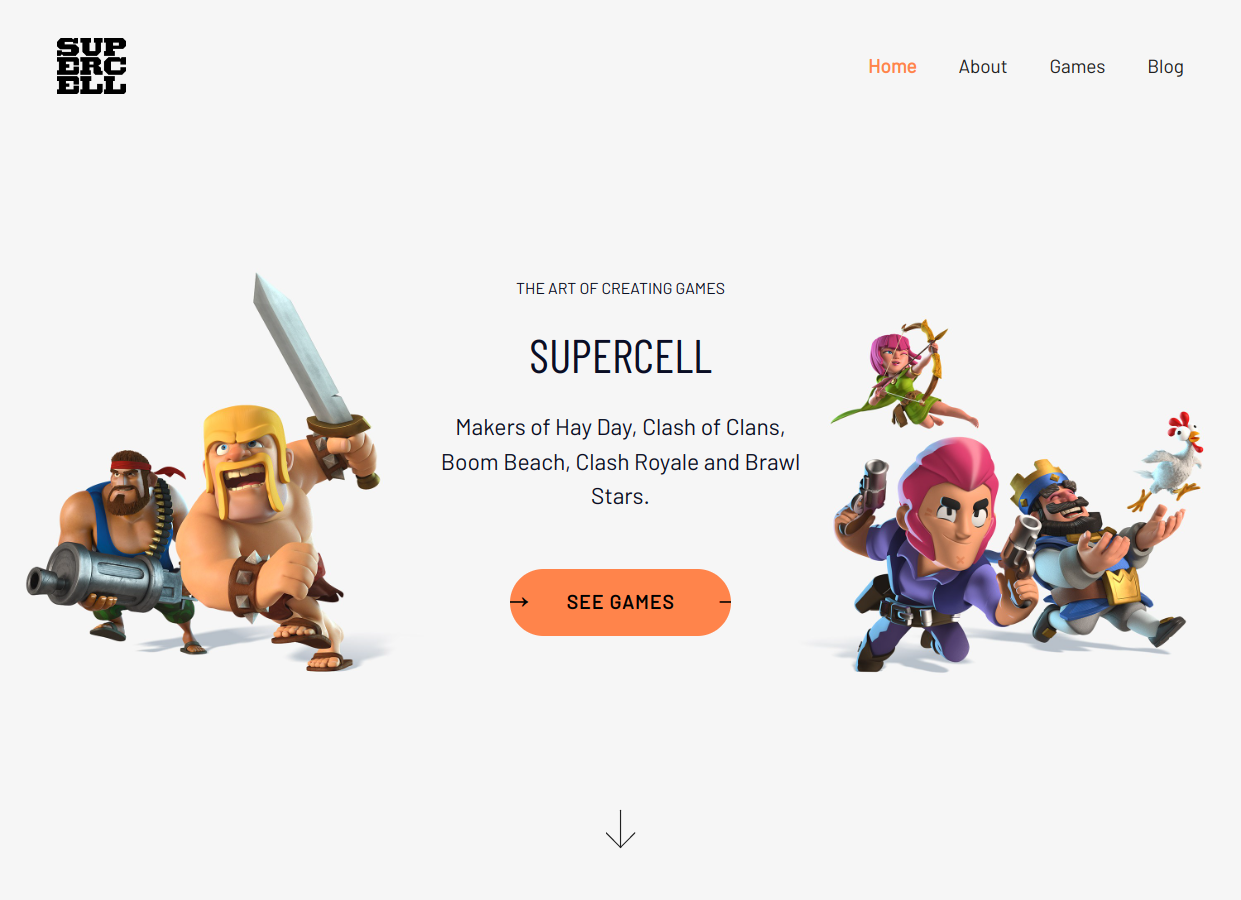 SUP
ERC
ELL
Home About Games Blog
THE ART OF CREATING GAMES
SUPERCELL
Makers of Hay Day, Clash of Clans,
Boom Beach, Clash Royale and Brawl
Stars.
SEE GAMES